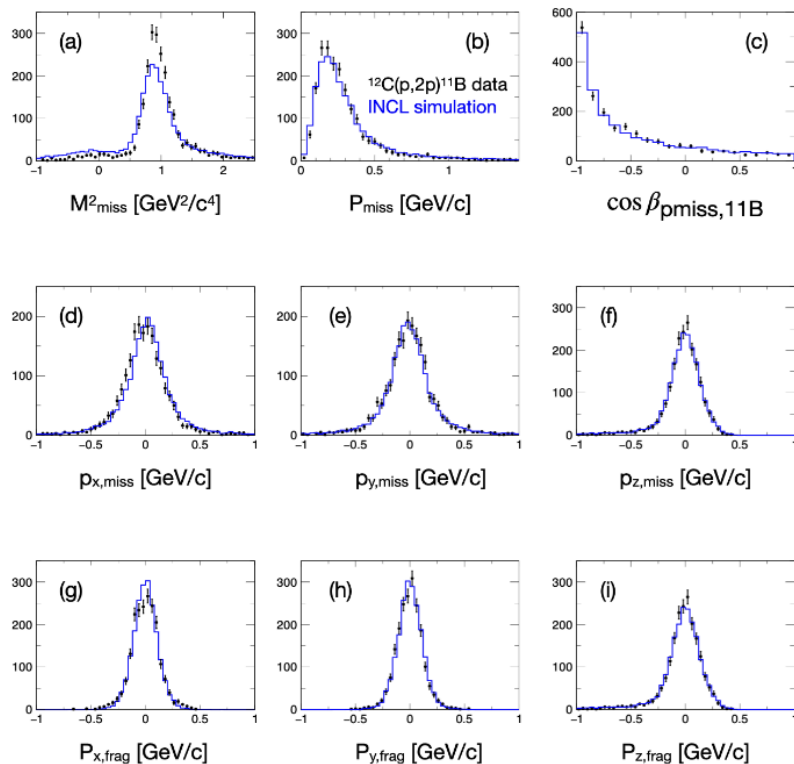 (a)
300
200
100
0
-1 0 1 2
M²miss [GeV²/c⁴]
(b)
¹²C(p,2p)¹¹B data
INCL simulation
300
200
100
0
0 0.5 1
Pmiss [GeV/c]
(c)
600
400
200
0
-1 -0.5 0 0.5 1
cos βpmiss,11B
(d)
300
200
100
0
-1 -0.5 0 0.5 1
px,miss [GeV/c]
(e)
300
200
100
0
-1 -0.5 0 0.5 1
py,miss [GeV/c]
(f)
300
200
100
0
-1 -0.5 0 0.5 1
pz,miss [GeV/c]
(g)
300
200
100
0
-1 -0.5 0 0.5 1
Px,frag [GeV/c]
(h)
300
200
100
0
-1 -0.5 0 0.5 1
Py,frag [GeV/c]
(i)
300
200
100
0
-1 -0.5 0 0.5 1
Pz,frag [GeV/c]